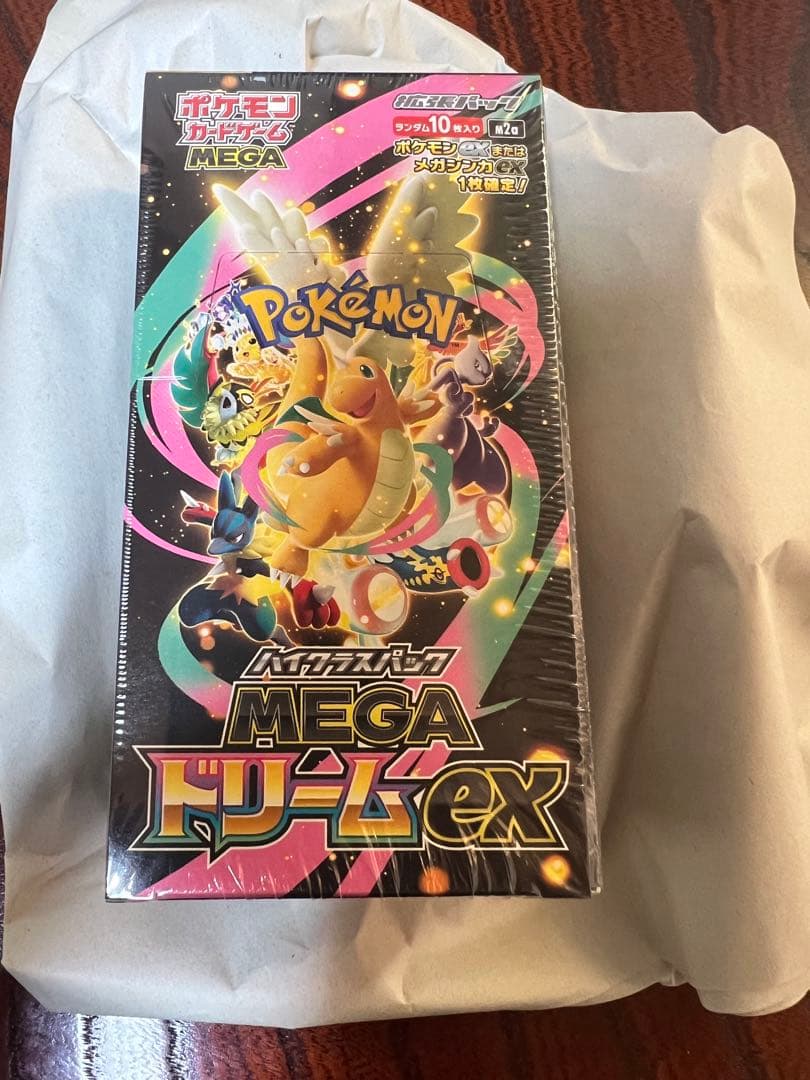 ポケモン
カードゲーム
MEGA
拡張パック
ランダム10枚入り M2a
ポケモンexまたは
メガシンカex
1枚確定!
POKéMON
TM
ハイクラスパック
MEGA
ドリームex